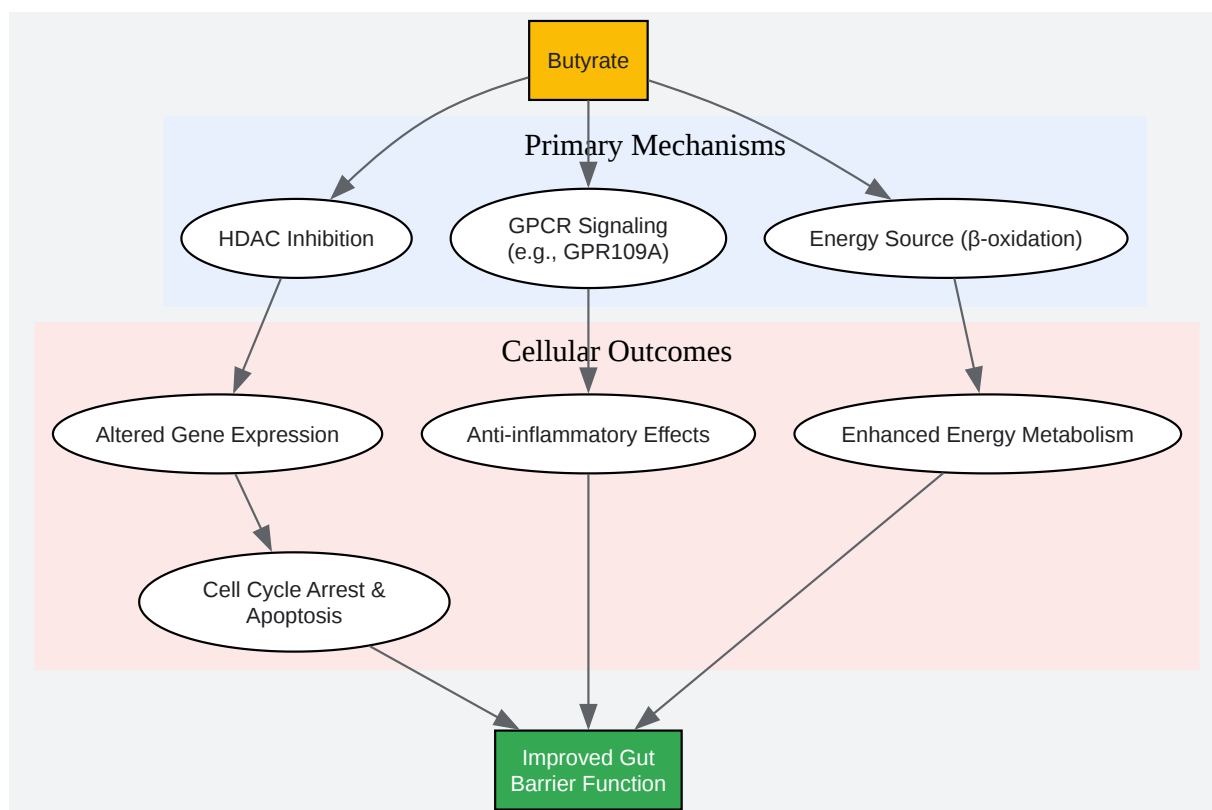 Butyrate
Primary Mechanisms
HDAC Inhibition
GPCR Signaling
(e.g., GPR109A)
Energy Source (β-oxidation)
Cellular Outcomes
Altered Gene Expression
Anti-inflammatory Effects
Enhanced Energy Metabolism
Cell Cycle Arrest &
Apoptosis
Improved Gut
Barrier Function